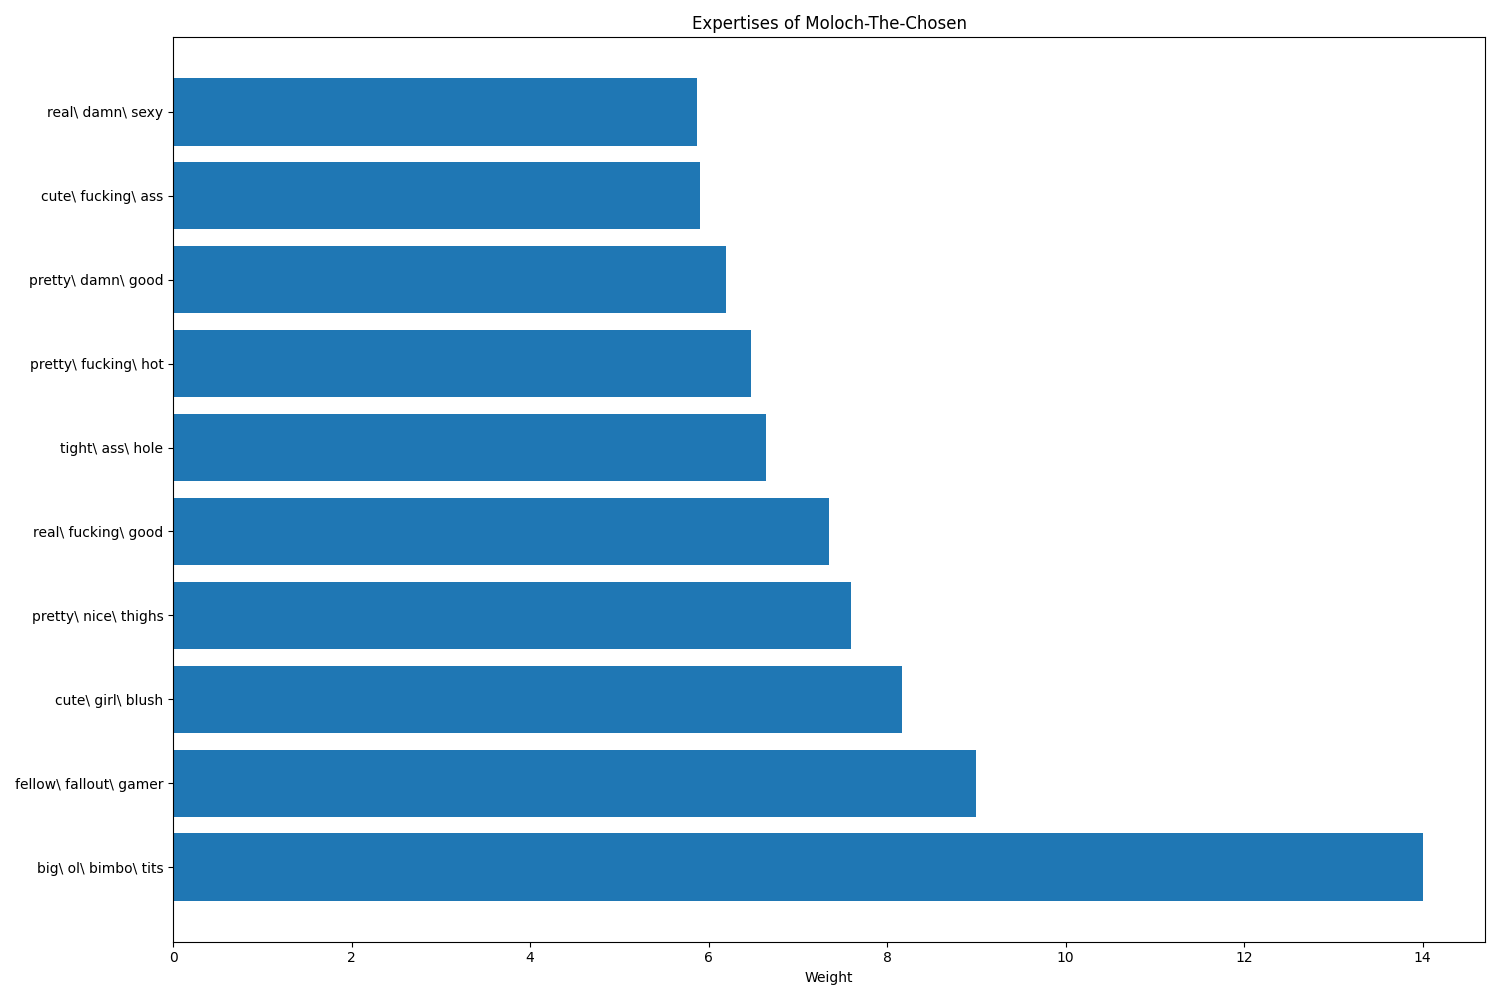 Expertises of Moloch-The-Chosen
real\ damn\ sexy
cute\ fucking\ ass
pretty\ damn\ good
pretty\ fucking\ hot
tight\ ass\ hole
real\ fucking\ good
pretty\ nice\ thighs
cute\ girl\ blush
fellow\ fallout\ gamer
big\ ol\ bimbo\ tits
0 2 4 6 8 10 12 14
Weight